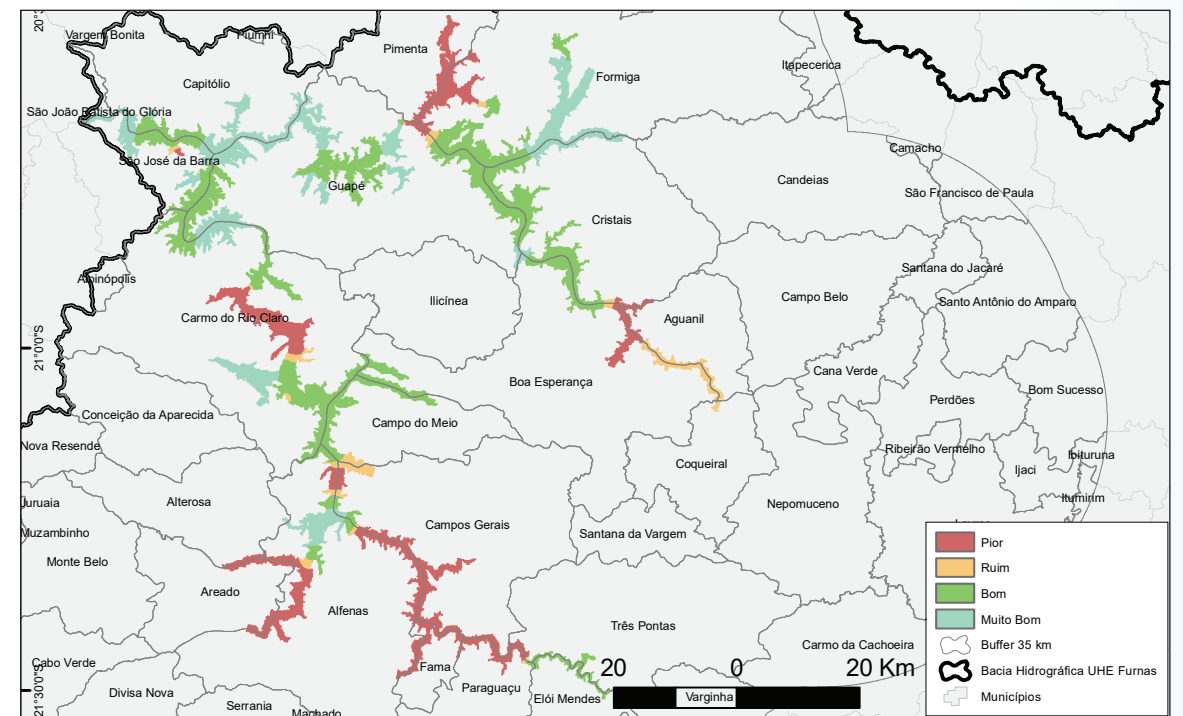 Vargem Bonita
Piumhi
Pimenta
Itapecerica
Formiga
Capitólio
São João Batista do Glória
Camacho
São José da Barra
Candeias
Guapé
São Francisco de Paula
Cristais
Santana do Jacaré
Alpinópolis
Campo Belo
Santo Antônio do Amparo
Ilicínea
Carmo do Rio Claro
Aguanil
21°0'0"S
Cana Verde
Boa Esperança
Bom Sucesso
Perdões
Conceição da Aparecida
Campo do Meio
Nova Resende
Ribeirão Vermelho
Ibituruna
Coqueiral
Ijaci
Itumirim
Juruaia
Alterosa
Nepomuceno
Campos Gerais
Muzambinho
Santana da Vargem
Monte Belo
Areado
Alfenas
Três Pontas
Carmo da Cachoeira
Cabo Verde
Fama
20 0 20 Km
Paraguaçu
Divisa Nova
Elói Mendes
Varginha
21°30'0"S
Serrania
Machado
Pior
Ruim
Bom
Muito Bom
Buffer 35 km
Bacia Hidrográfica UHE Furnas
Municípios